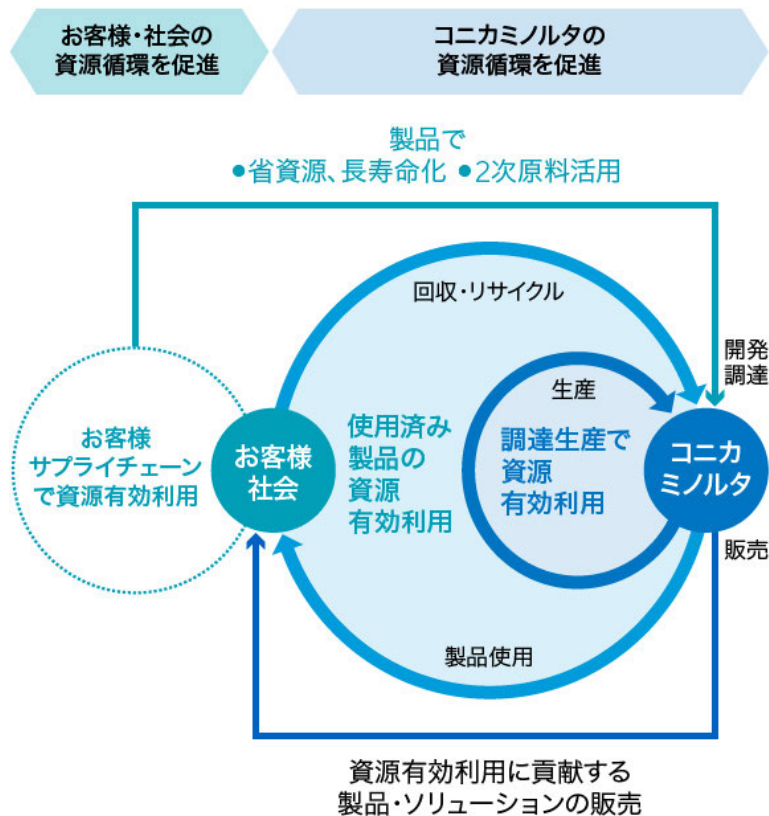 お客様・社会の
資源循環を促進
コニカミノルタの
資源循環を促進
製品で
●省資源、長寿命化 ●2次原料活用
回収・リサイクル
開発
調達
生産
お客様
サプライチェーン
で資源有効利用
お客様
社会
使用済み
製品の
資源
有効利用
調達生産で
資源
有効利用
コニカ
ミノルタ
販売
製品使用
資源有効利用に貢献する
製品・ソリューションの販売